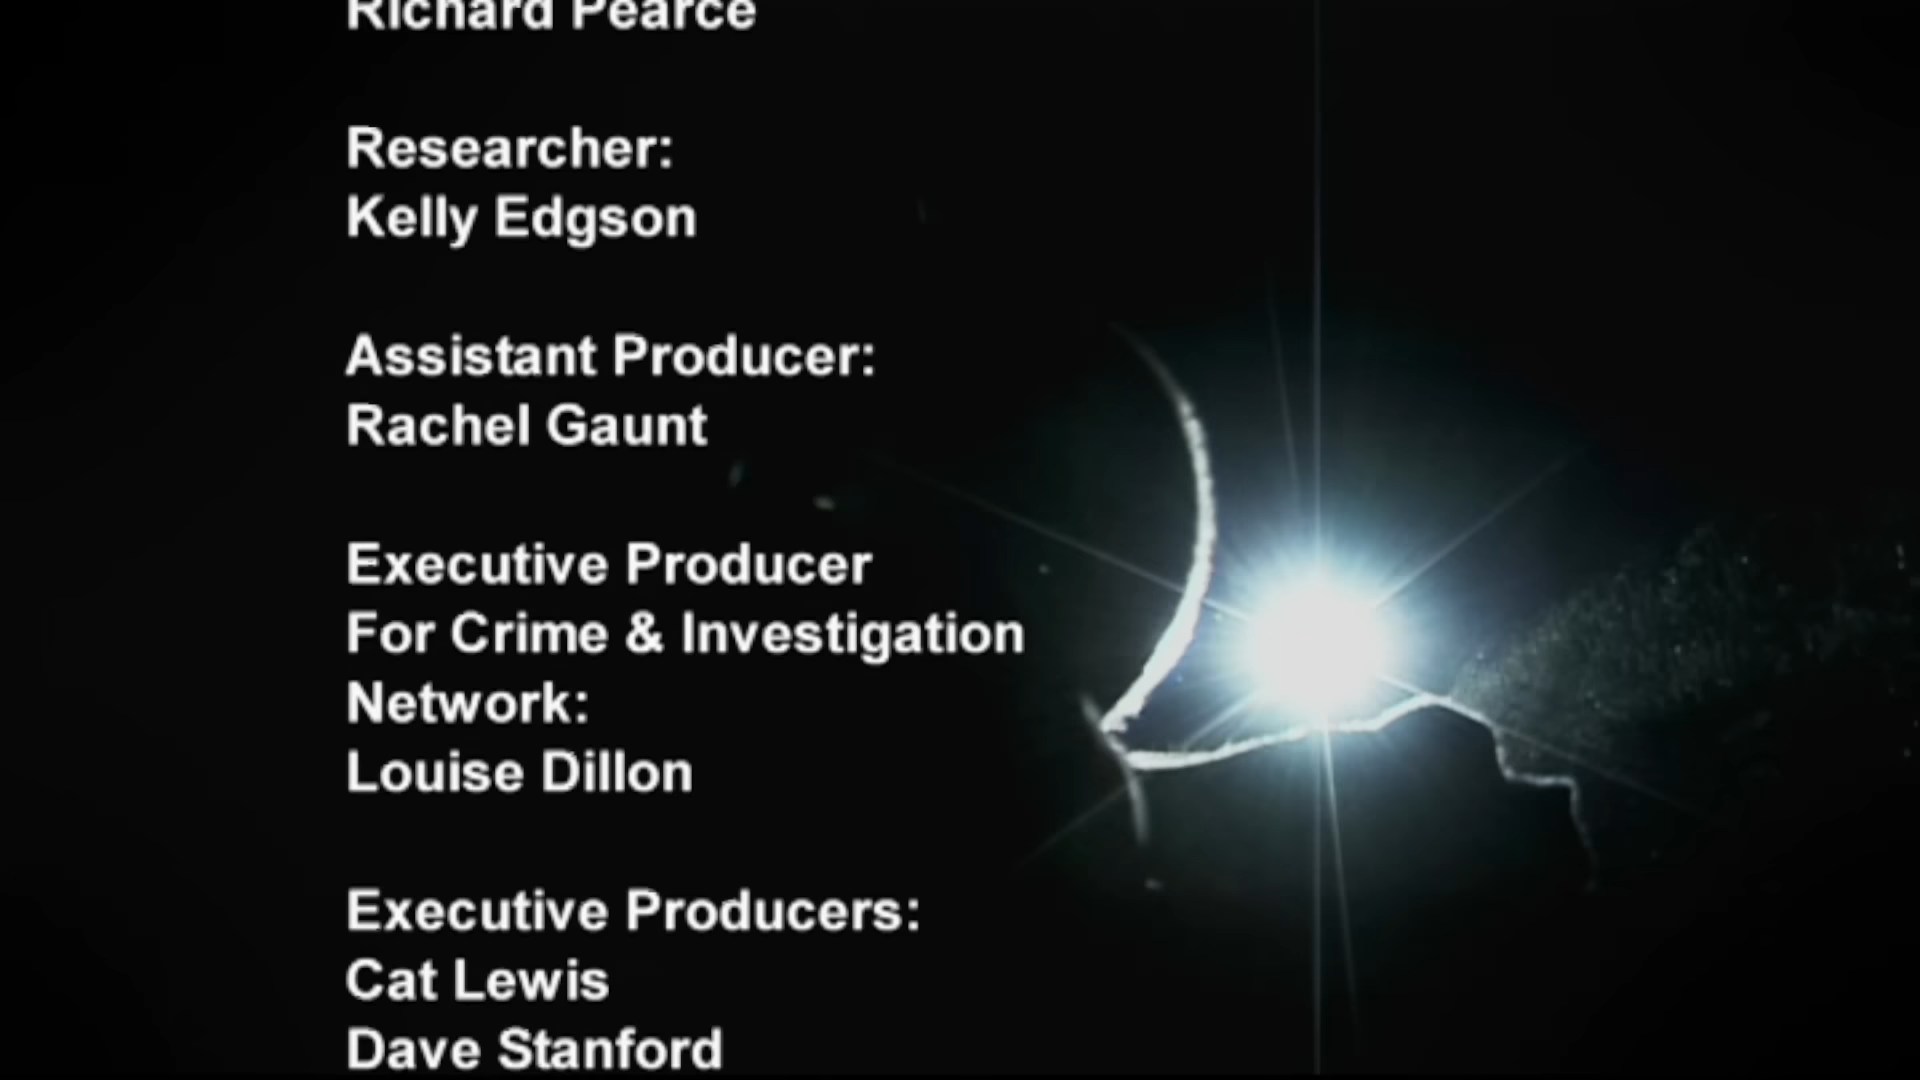 Richard Pearce
Researcher:
Kelly Edgson
Assistant Producer:
Rachel Gaunt
Executive Producer
For Crime & Investigation
Network:
Louise Dillon
Executive Producers:
Cat Lewis
Dave Stanford